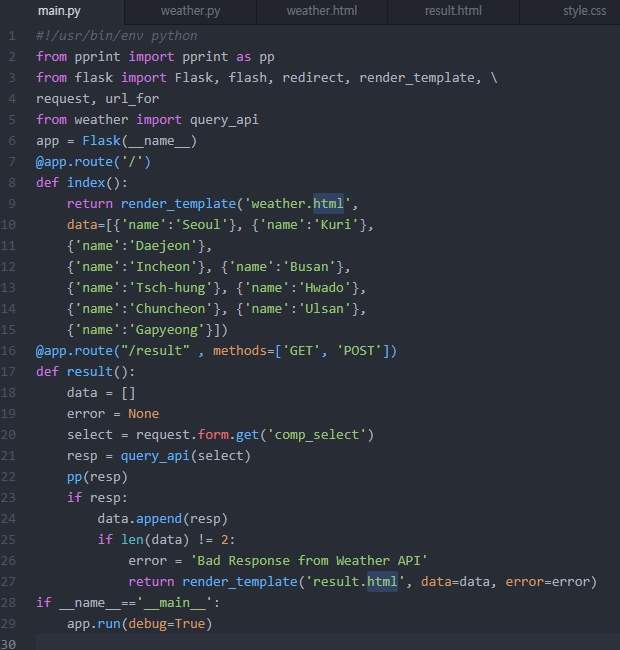 main.py weather.py weather.html result.html style.css
1 #!/usr/bin/env python
2 from pprint import pprint as pp
3 from flask import Flask, flash, redirect, render_template, \
4 request, url_for
5 from weather import query_api
6 app = Flask(__name__)
7 @app.route('/')
8 def index():
9     return render_template('weather.html',
10     data=[{'name':'Seoul'}, {'name':'Kuri'},
11     {'name':'Daejeon'},
12     {'name':'Incheon'}, {'name':'Busan'},
13     {'name':'Tsch-hung'}, {'name':'Hwado'},
14     {'name':'Chuncheon'}, {'name':'Ulsan'},
15     {'name':'Gapyeong'}])
16 @app.route("/result" , methods=['GET', 'POST'])
17 def result():
18     data = []
19     error = None
20     select = request.form.get('comp_select')
21     resp = query_api(select)
22     pp(resp)
23     if resp:
24         data.append(resp)
25         if len(data) != 2:
26             error = 'Bad Response from Weather API'
27             return render_template('result.html', data=data, error=error)
28 if __name__=='__main__':
29     app.run(debug=True)
30